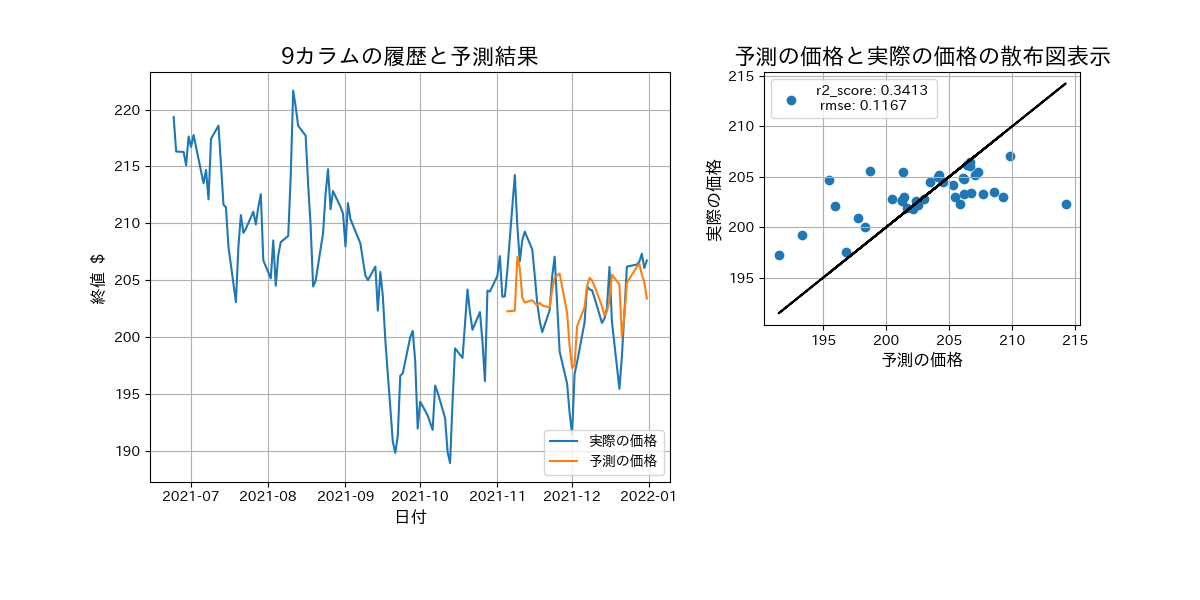 9カラムの履歴と予測結果
終値 $
220
215
210
205
200
195
190
2021-07
2021-08
2021-09
2021-10
2021-11
2021-12
2022-01
日付
実際の価格
予測の価格
予測の価格と実際の価格の散布図表示
r2_score: 0.3413
rmse: 0.1167
実際の価格
215
210
205
200
195
195
200
205
210
215
予測の価格